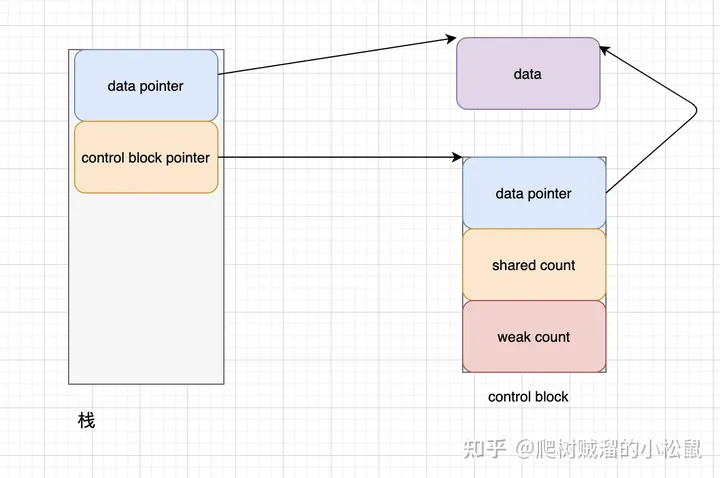 data pointer
data
control block pointer
data pointer
shared count
weak count
control block
栈
知乎 @爬树贼溜的小松鼠